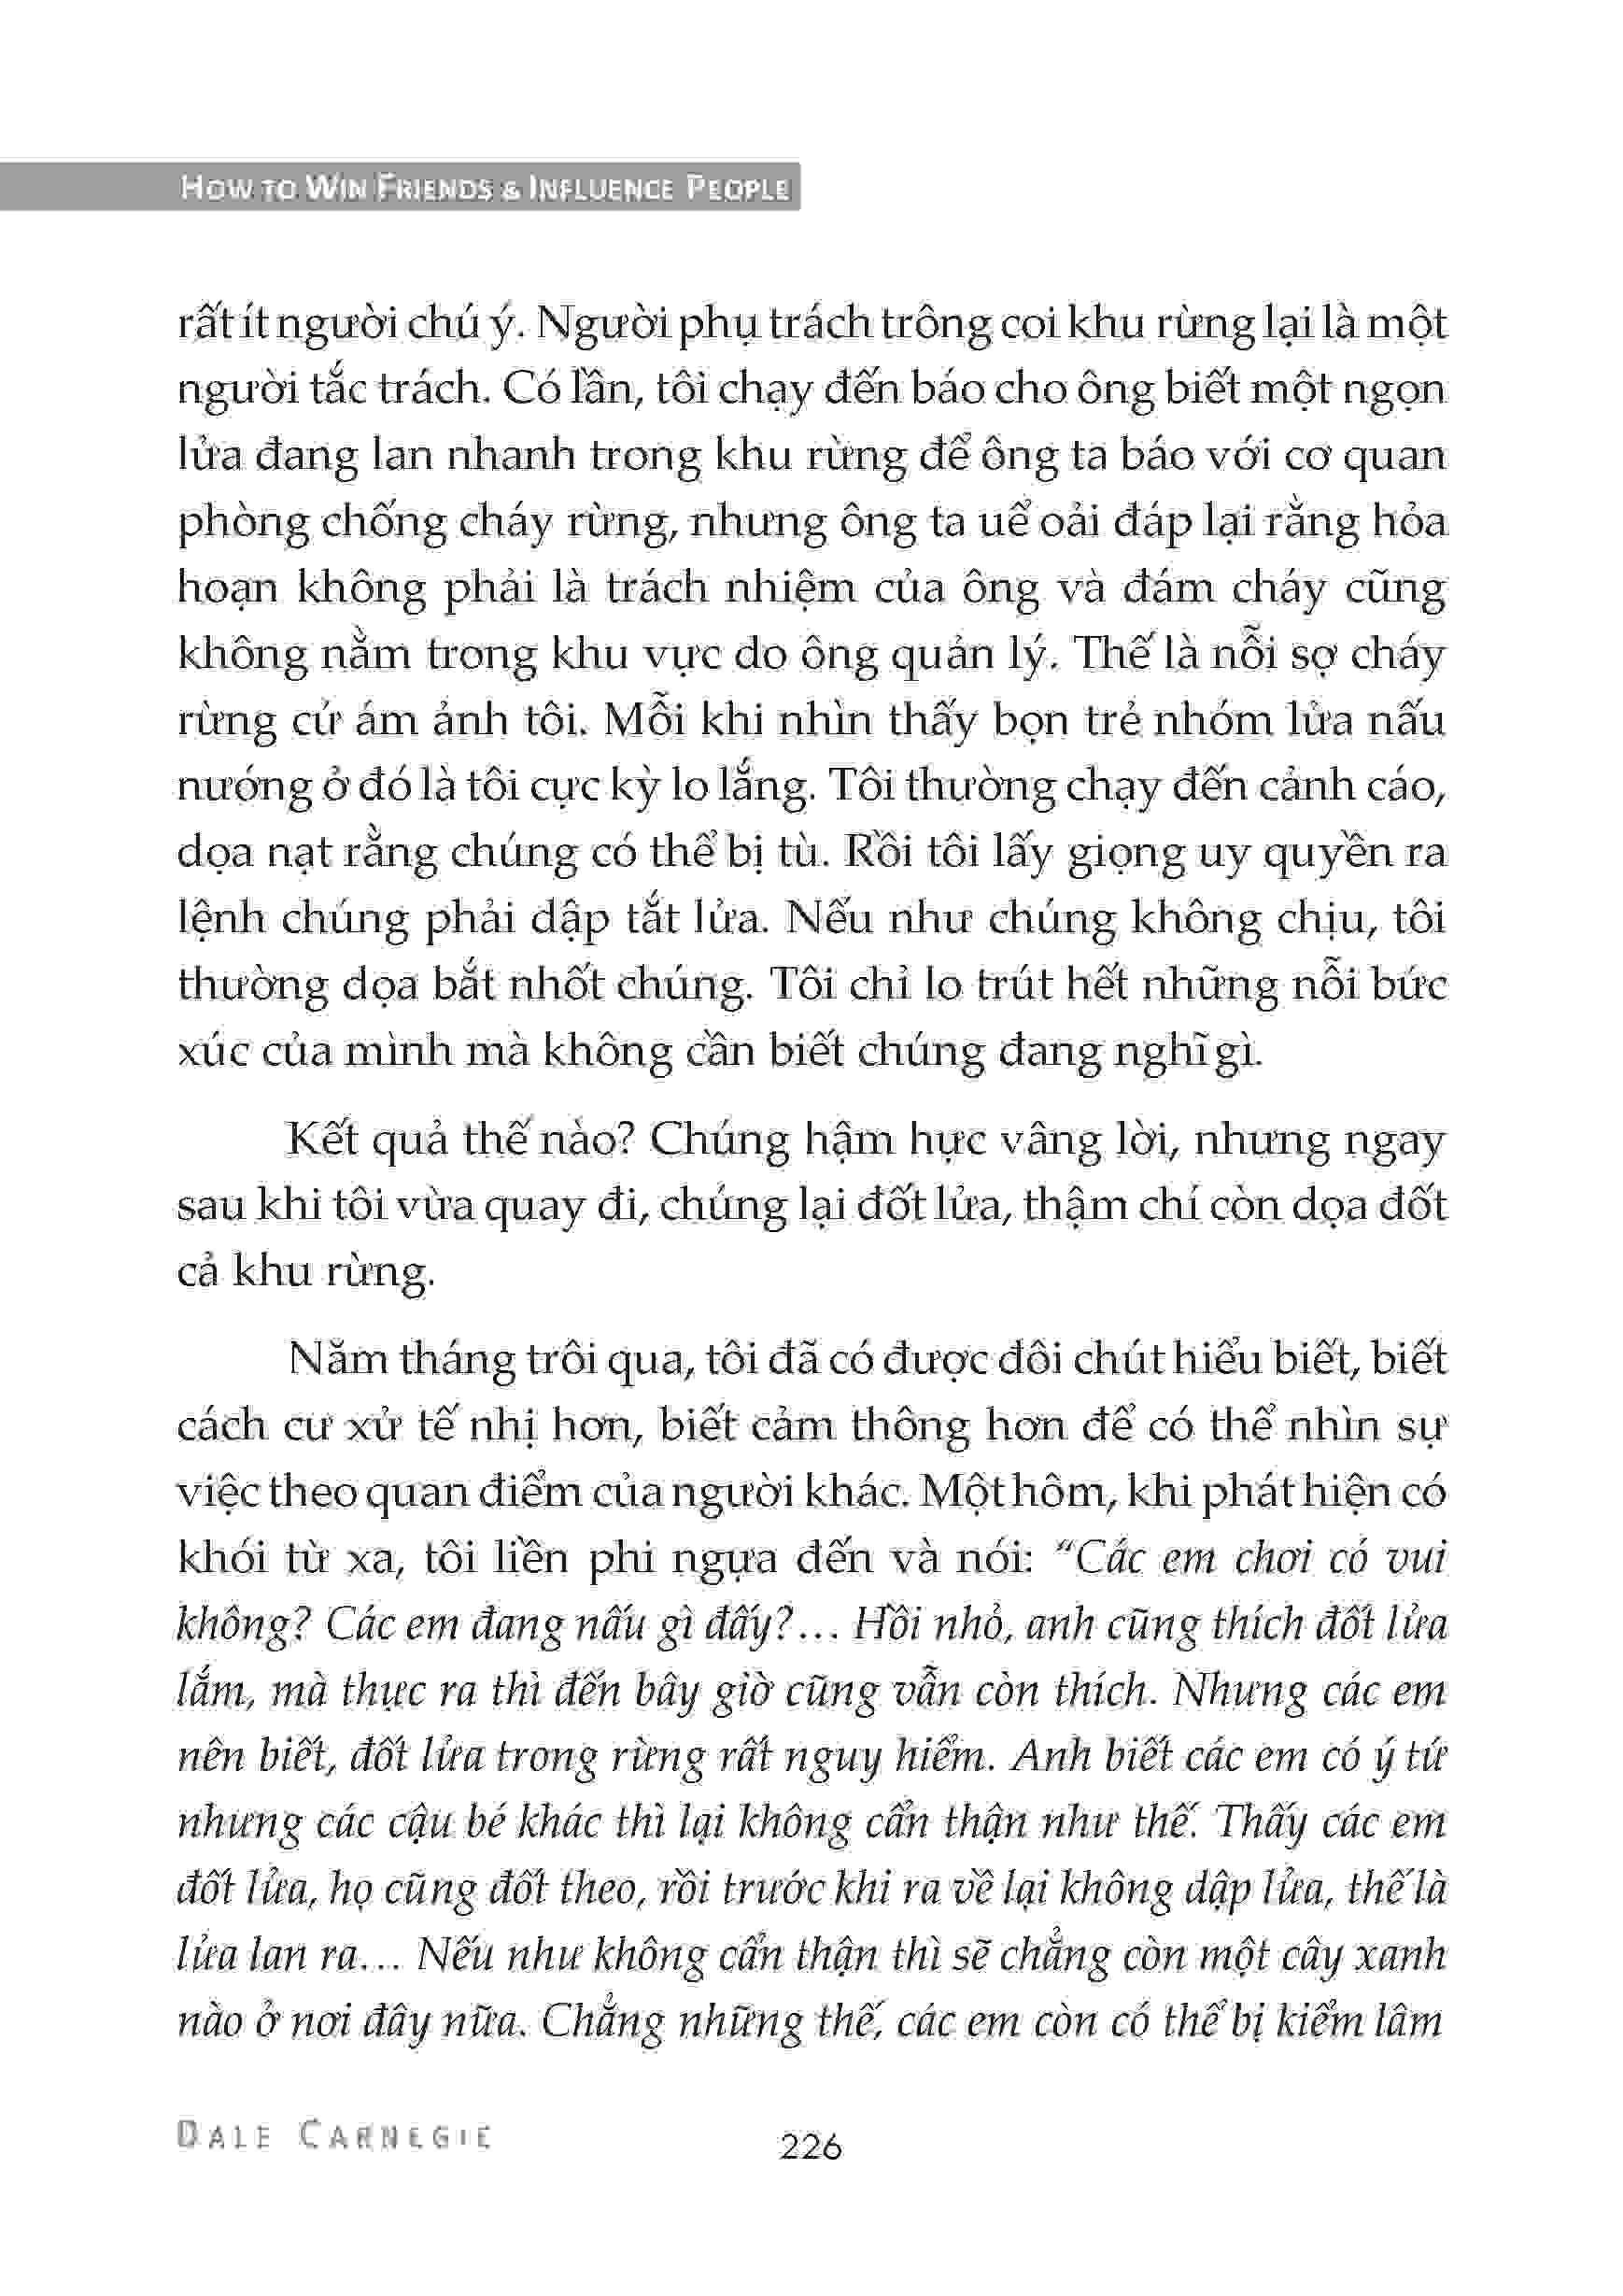 HOW TO WIN FRIENDS & INFLUENCE PEOPLE
rất ít người chú ý. Người phụ trách trông coi khu rừng lại là một
người tắc trách. Có lần, tôi chạy đến báo cho ông biết một ngọn
lửa đang lan nhanh trong khu rừng để ông ta báo với cơ quan
phòng chống cháy rừng, nhưng ông ta uể oải đáp lại rằng hỏa
hoạn không phải là trách nhiệm của ông và đám cháy cũng
không nằm trong khu vực do ông quản lý. Thế là nỗi sợ cháy
rừng cứ ám ảnh tôi. Mỗi khi nhìn thấy bọn trẻ nhóm lửa nấu
nướng ở đó là tôi cực kỳ lo lắng. Tôi thường chạy đến cảnh cáo,
dọa nạt rằng chúng có thể bị tù. Rồi tôi lấy giọng uy quyền ra
lệnh chúng phải dập tắt lửa. Nếu như chúng không chịu, tôi
thường dọa bắt nhốt chúng. Tôi chỉ lo trút hết những nỗi bức
xúc của mình mà không cần biết chúng đang nghĩ gì.
Kết quả thế nào? Chúng hậm hực vâng lời, nhưng ngay
sau khi tôi vừa quay đi, chúng lại đốt lửa, thậm chí còn dọa đốt
cả khu rừng.
Năm tháng trôi qua, tôi đã có được đôi chút hiểu biết, biết
cách cư xử tế nhị hơn, biết cảm thông hơn để có thể nhìn sự
việc theo quan điểm của người khác. Một hôm, khi phát hiện có
khói từ xa, tôi liền phi ngựa đến và nói: “Các em chơi có vui
không? Các em đang nấu gì đấy?… Hồi nhỏ, anh cũng thích đốt lửa
lắm, mà thực ra thì đến bây giờ cũng vẫn còn thích. Nhưng các em
nên biết, đốt lửa trong rừng rất nguy hiểm. Anh biết các em có ý tứ
nhưng các cậu bé khác thì lại không cẩn thận như thế. Thấy các em
đốt lửa, họ cũng đốt theo, rồi trước khi ra về lại không dập lửa, thế là
lửa lan ra… Nếu như không cẩn thận thì sẽ chẳng còn một cây xanh
nào ở nơi đây nữa. Chẳng những thế, các em còn có thể bị kiểm lâm
DALE CARNEGIE
226